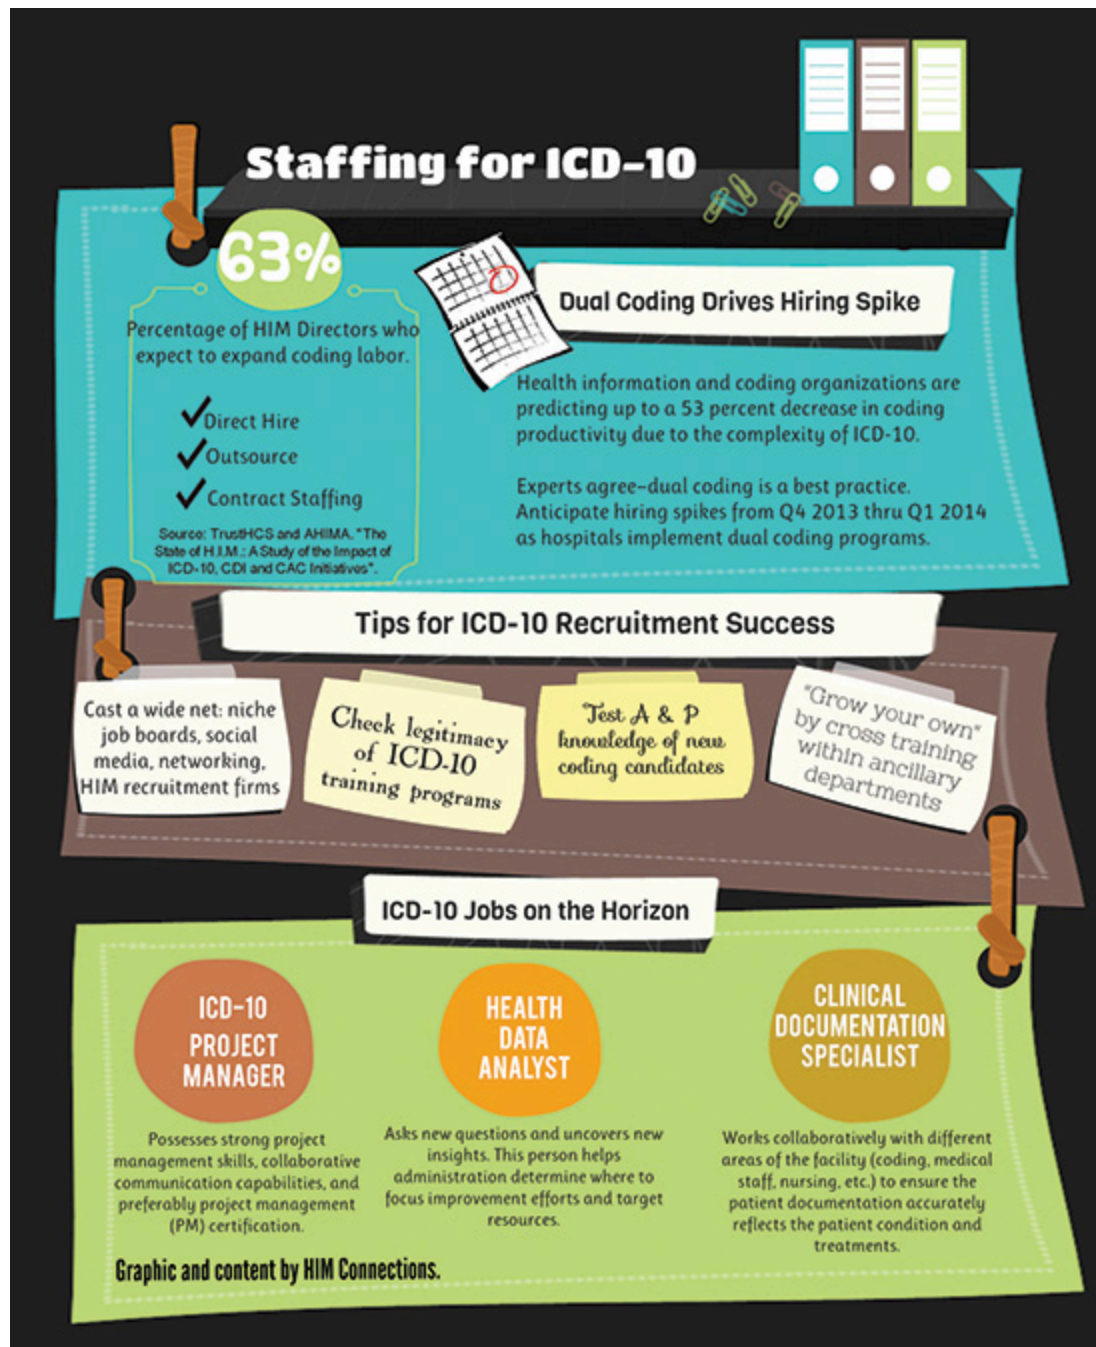 Staffing for ICD-10
63%
Percentage of HIM Directors who
expect to expand coding labor.
Direct Hire
Outsource
Contract Staffing
Source: TrustHCS and AHIMA, "The
State of H.I.M.: A Study of the Impact of
ICD-10, CDI and CAC Initiatives".
Dual Coding Drives Hiring Spike
Health information and coding organizations are
predicting up to a 53 percent decrease in coding
productivity due to the complexity of ICD-10.
Experts agree-dual coding is a best practice.
Anticipate hiring spikes from Q4 2013 thru Q1 2014
as hospitals implement dual coding programs.
Tips for ICD-10 Recruitment Success
Cast a wide net: niche
job boards, social
media, networking,
HIM recruitment firms
Check legitimacy
of ICD-10
training programs
Test A & P
knowledge of new
coding candidates
"Grow your own"
by cross training
within ancillary
departments
ICD-10 Jobs on the Horizon
ICD-10
PROJECT
MANAGER
Possesses strong project
management skills, collaborative
communication capabilities, and
preferably project management
(PM) certification.
HEALTH
DATA
ANALYST
Asks new questions and uncovers new
insights. This person helps
administration determine where to
focus improvement efforts and target
resources.
CLINICAL
DOCUMENTATION
SPECIALIST
Works collaboratively with different
areas of the facility (coding, medical
staff, nursing, etc.) to ensure the
patient documentation accurately
reflects the patient condition and
treatments.
Graphic and content by HIM Connections.